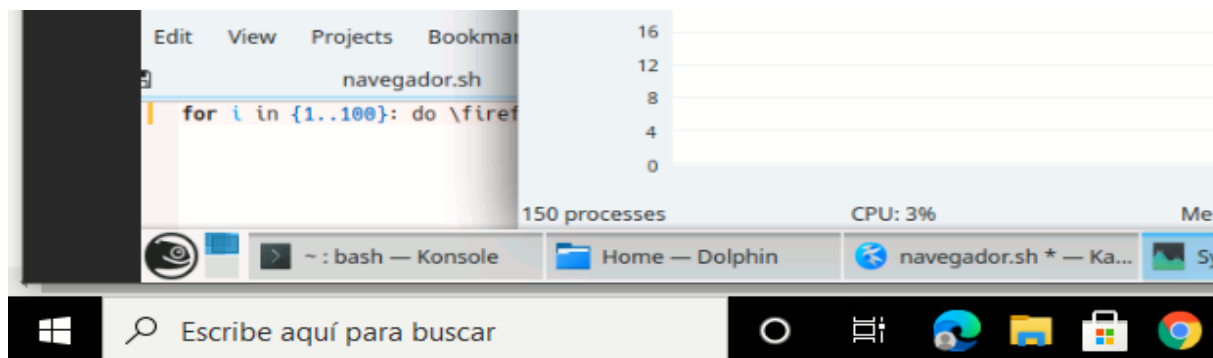 Edit View Projects Bookmar
navegador.sh
for i in {1..100}: do \firef
16
12
8
4
0
150 processes CPU: 3% Me
~ : bash — Konsole Home — Dolphin navegador.sh * — Ka... Sy
Escribe aquí para buscar